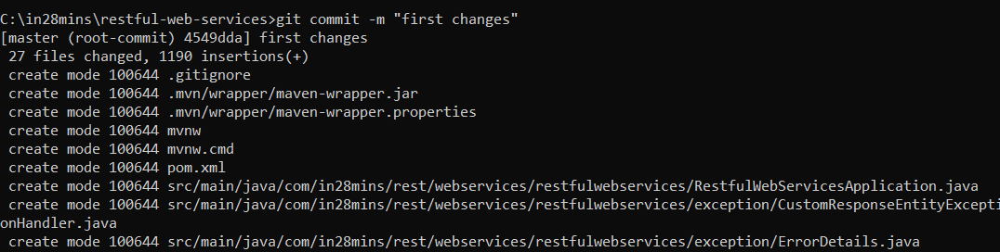 C:\in28mins\restful-web-services>git commit -m "first changes"
[master (root-commit) 4549dda] first changes
 27 files changed, 1190 insertions(+)
 create mode 100644 .gitignore
 create mode 100644 .mvn/wrapper/maven-wrapper.jar
 create mode 100644 .mvn/wrapper/maven-wrapper.properties
 create mode 100644 mvnw
 create mode 100644 mvnw.cmd
 create mode 100644 pom.xml
 create mode 100644 src/main/java/com/in28mins/rest/webservices/restfulwebservices/RestfulWebServicesApplication.java
 create mode 100644 src/main/java/com/in28mins/rest/webservices/restfulwebservices/exception/CustomResponseEntityExcepti
onHandler.java
 create mode 100644 src/main/java/com/in28mins/rest/webservices/restfulwebservices/exception/ErrorDetails.java